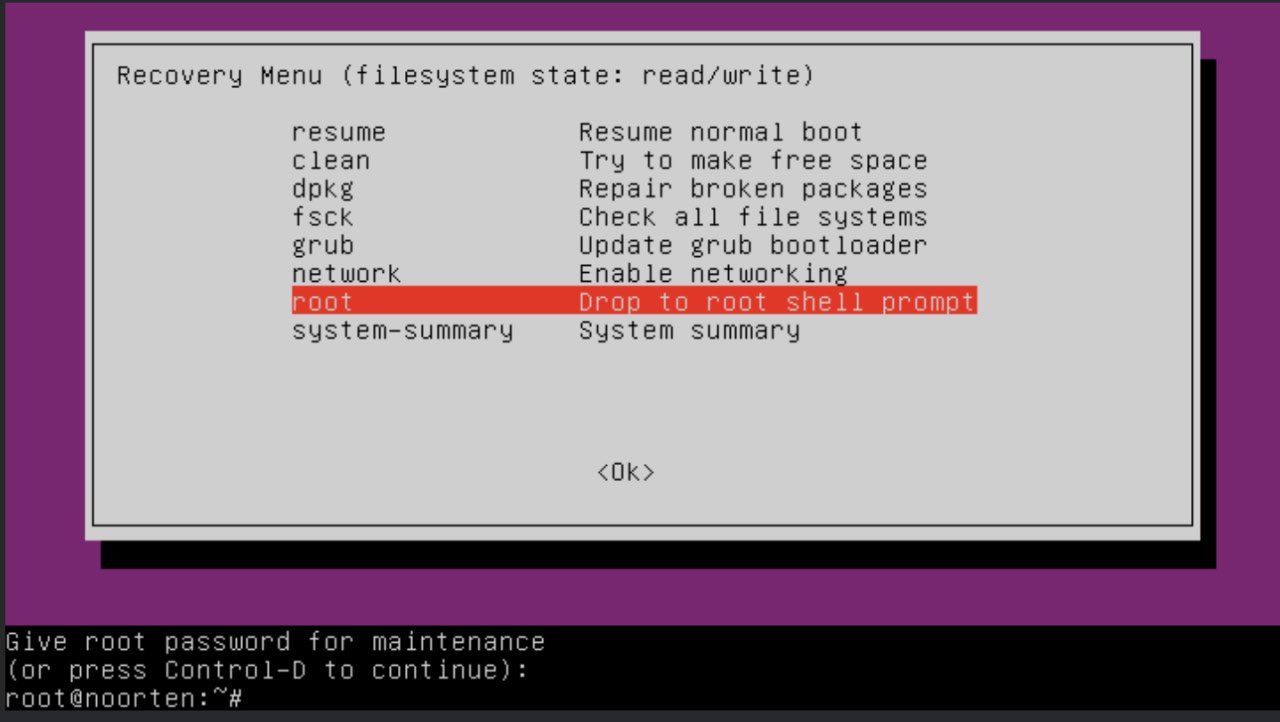 Recovery Menu (filesystem state: read/write)
resume Resume normal boot
clean Try to make free space
dpkg Repair broken packages
fsck Check all file systems
grub Update grub bootloader
network Enable networking
root Drop to root shell prompt
system-summary System summary
<Ok>
Give root password for maintenance
(or press Control-D to continue):
root@noorten:~#